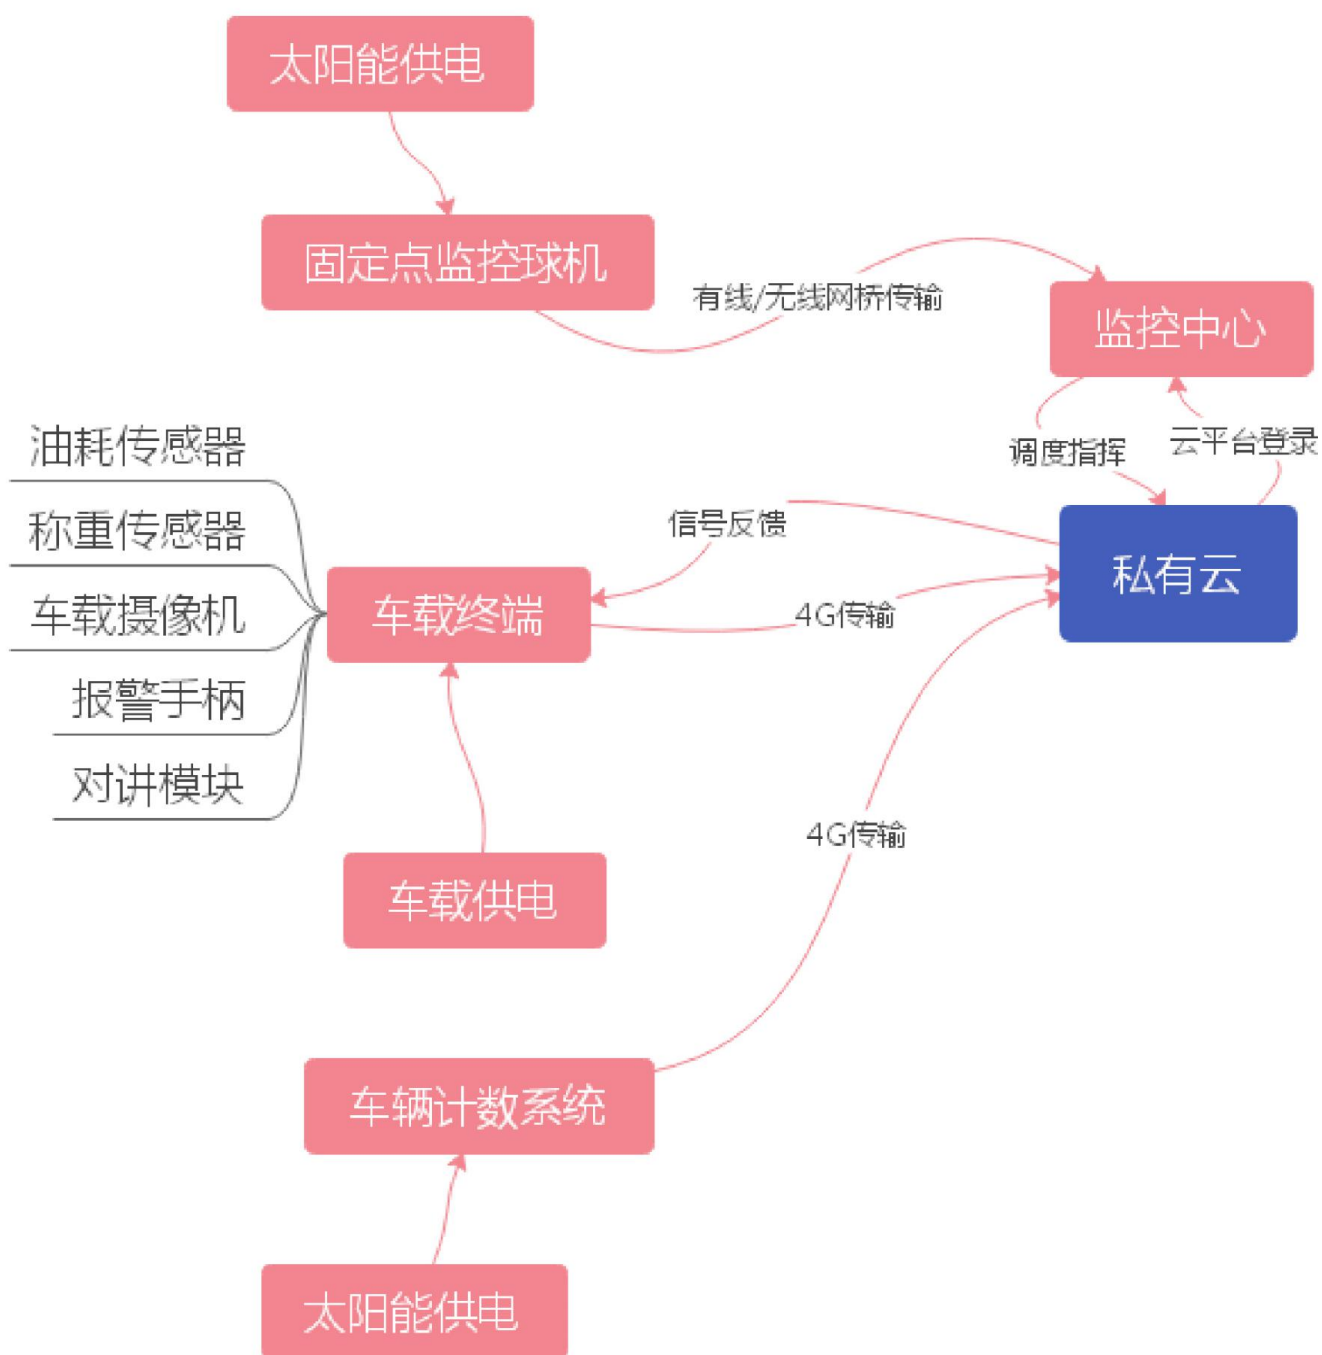 太阳能供电
固定点监控球机
有线/无线网桥传输
监控中心
调度指挥
云平台登录
油耗传感器
称重传感器
车载摄像机
报警手柄
对讲模块
信号反馈
车载终端
4G传输
私有云
4G传输
车载供电
车辆计数系统
太阳能供电